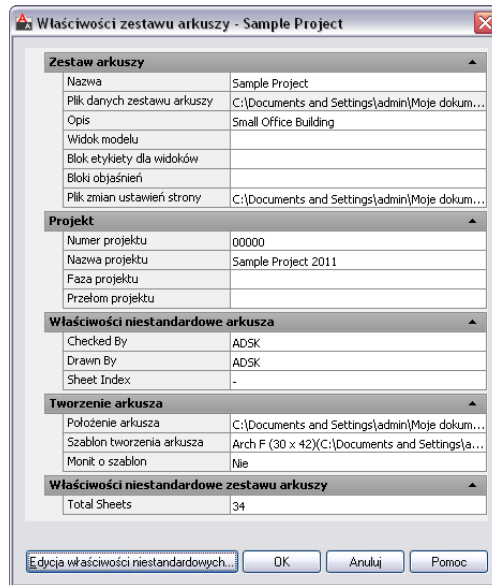 Właściwości zestawu arkuszy - Sample Project
Zestaw arkuszy
Nazwa Sample Project
Plik danych zestawu arkuszy C:\Documents and Settings\admin\Moje dokum...
Opis Small Office Building
Widok modelu
Blok etykiety dla widoków
Bloki objaśnień
Plik zmian ustawień strony C:\Documents and Settings\admin\Moje dokum...
Projekt
Numer projektu 00000
Nazwa projektu Sample Project 2011
Faza projektu
Przełom projektu
Właściwości niestandardowe arkusza
Checked By ADSK
Drawn By ADSK
Sheet Index -
Tworzenie arkusza
Położenie arkusza C:\Documents and Settings\admin\Moje dokum...
Szablon tworzenia arkusza Arch F (30 x 42)(C:\Documents and Settings\a...
Monit o szablon Nie
Właściwości niestandardowe zestawu arkuszy
Total Sheets 34
Edycja właściwości niestandardowych... OK Anuluj Pomoc